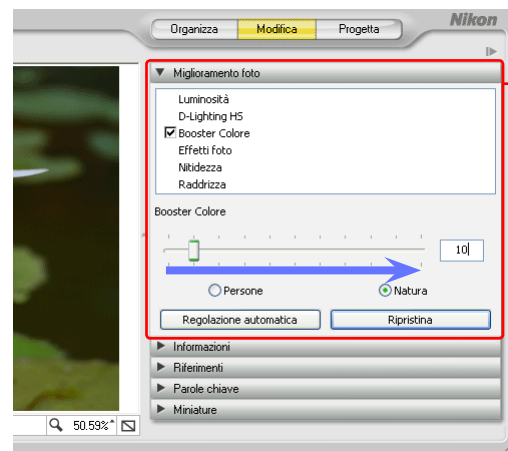 Nikon
Organizza Modifica Progetta
Miglioramento foto
Luminosità
D-Lighting HS
Booster Colore
Effetti foto
Nitidezza
Raddrizza
Booster Colore
10
Persone Natura
Regolazione automatica Ripristina
Informazioni
Riferimenti
Parole chiave
Miniature
50.59%